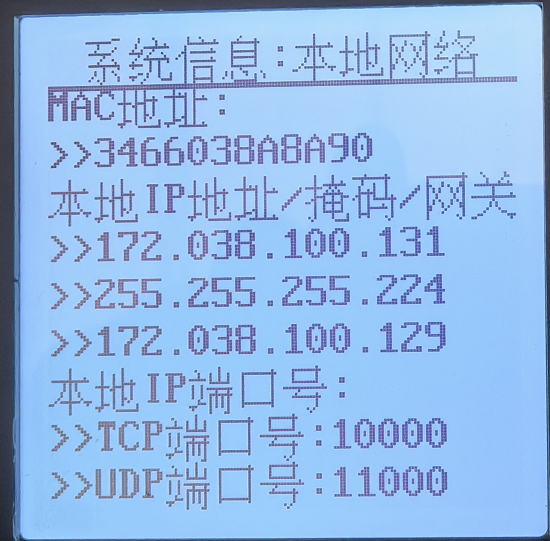 系统信息:本地网络
MAC地址:
>>3466038A8A90
本地IP地址/掩码/网关
>>172.038.100.131
>>255.255.255.224
>>172.038.100.129
本地IP端口号:
>>TCP端口号:10000
>>UDP端口号:11000